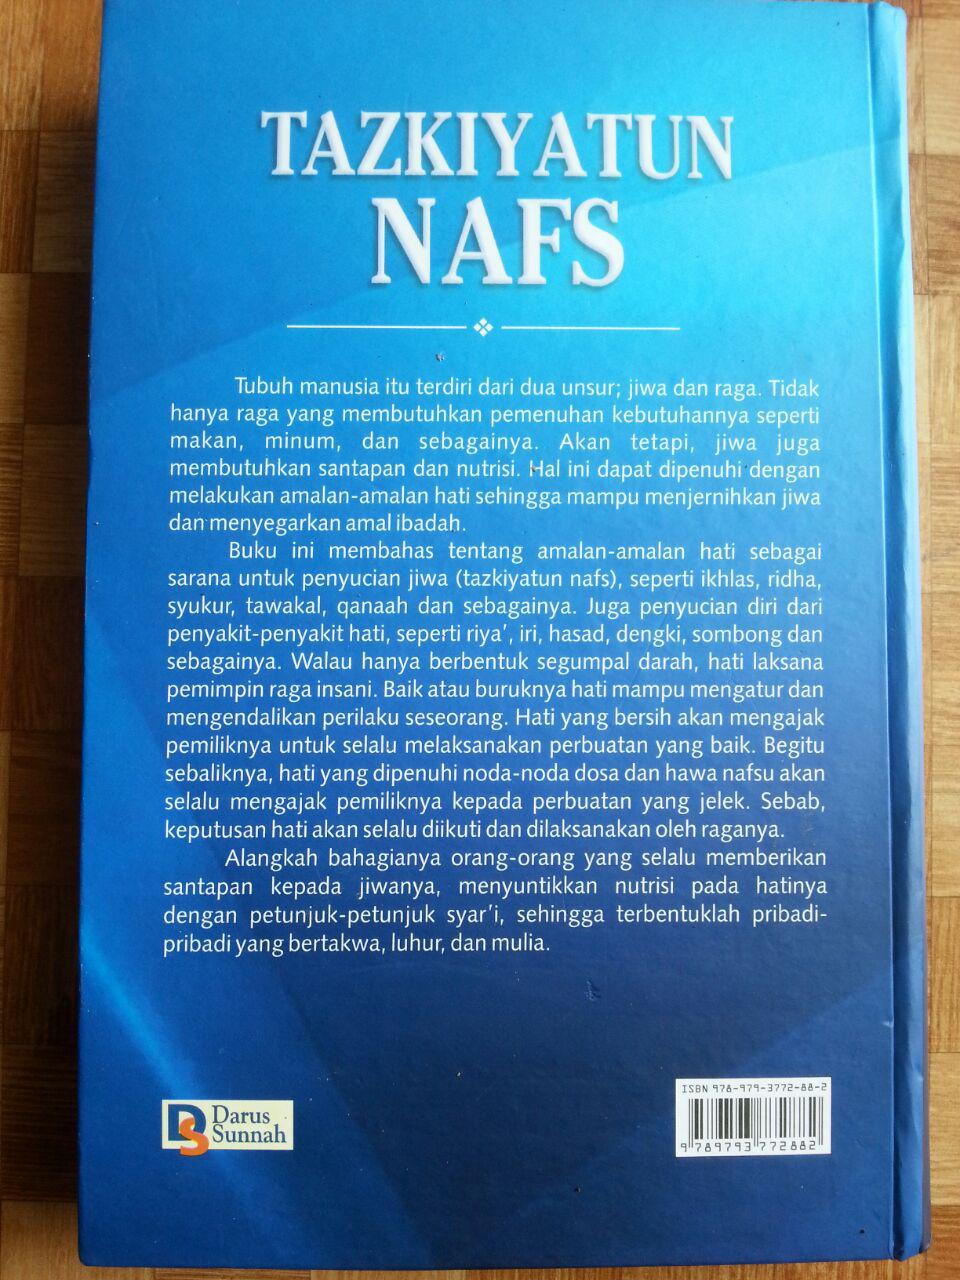 TAZKIYATUN
NAFS
Tubuh manusia itu terdiri dari dua unsur; jiwa dan raga. Tidak
hanya raga yang membutuhkan pemenuhan kebutuhannya seperti
makan, minum, dan sebagainya. Akan tetapi, jiwa juga
membutuhkan santapan dan nutrisi. Hal ini dapat dipenuhi dengan
melakukan amalan-amalan hati sehingga mampu menjernihkan jiwa
dan menyegarkan amal ibadah.
Buku ini membahas tentang amalan-amalan hati sebagai
sarana untuk penyucian jiwa (tazkiyatun nafs), seperti ikhlas, ridha,
syukur, tawakal, qanaah dan sebagainya. Juga penyucian diri dari
penyakit-penyakit hati, seperti riya', iri, hasad, dengki, sombong dan
sebagainya. Walau hanya berbentuk segumpal darah, hati laksana
pemimpin raga insani. Baik atau buruknya hati mampu mengatur dan
mengendalikan perilaku seseorang. Hati yang bersih akan mengajak
pemiliknya untuk selalu melaksanakan perbuatan yang baik. Begitu
sebaliknya, hati yang dipenuhi noda-noda dosa dan hawa nafsu akan
selalu mengajak pemiliknya kepada perbuatan yang jelek. Sebab,
keputusan hati akan selalu diikuti dan dilaksanakan oleh raganya.
Alangkah bahagianya orang-orang yang selalu memberikan
santapan kepada jiwanya, menyuntikkan nutrisi pada hatinya
dengan petunjuk-petunjuk syar'i, sehingga terbentuklah pribadi-
pribadi yang bertakwa, luhur, dan mulia.
DS Darus
Sunnah
ISBN 978-979-3772-88-2
9 789793 772882